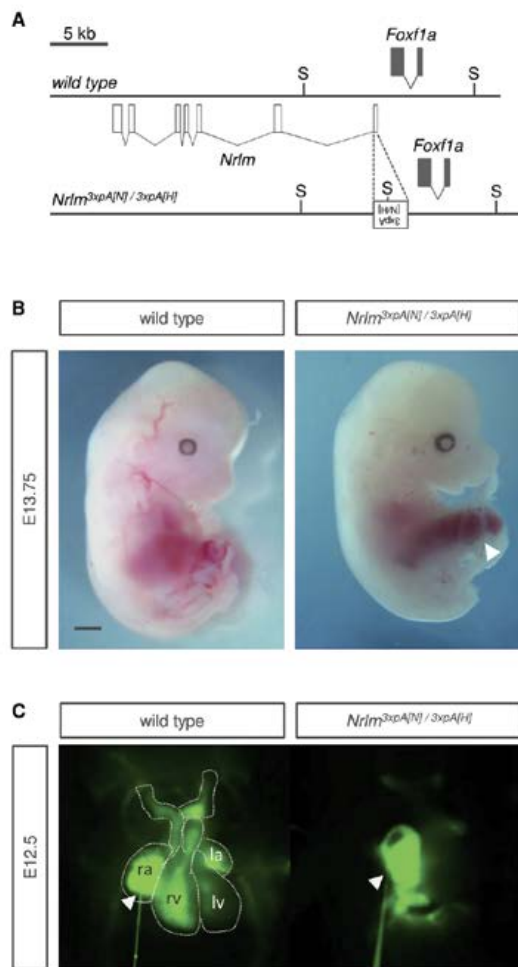 A
5 kb
Foxf1a
S
S
wild type
Foxf1a
Nrlm
S
S
S
Nrlm3xpA[N] / 3xpA[H]
3xpA
[N/H]
B
wild type
Nrlm3xpA[N] / 3xpA[H]
E13.75
C
wild type
Nrlm3xpA[N] / 3xpA[H]
E12.5
la
ra
rv
lv